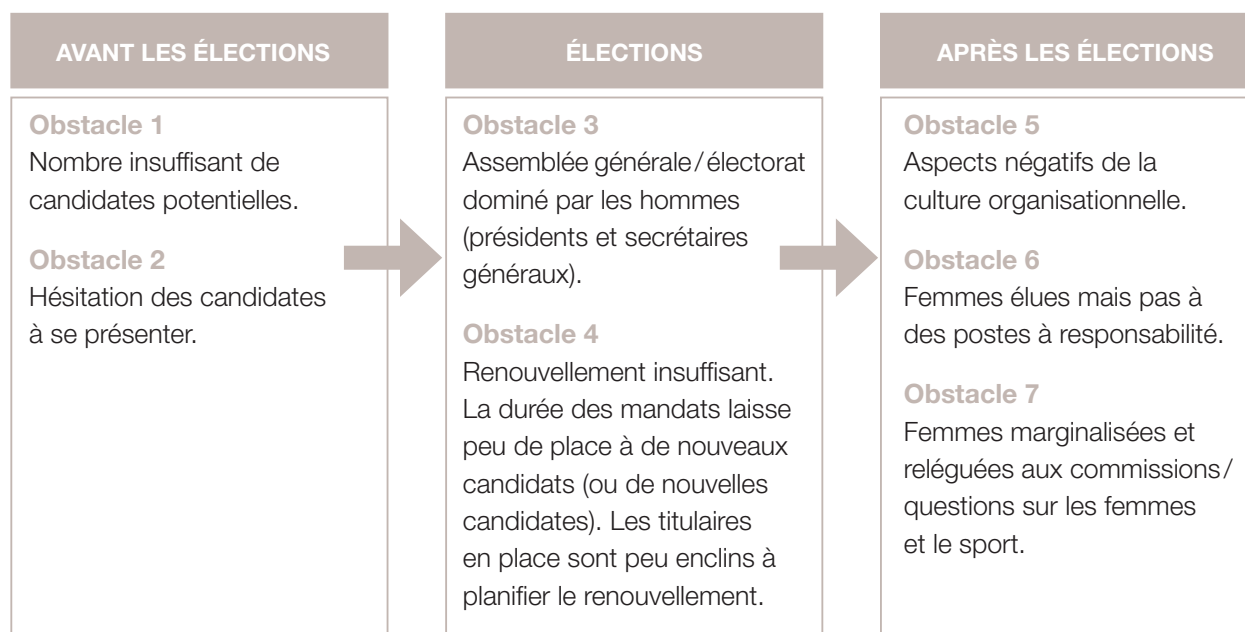 AVANT LES ÉLECTIONS
Obstacle 1
Nombre insuffisant de
candidates potentielles.
Obstacle 2
Hésitation des candidates
à se présenter.
ÉLECTIONS
Obstacle 3
Assemblée générale/électorat
dominé par les hommes
(présidents et secrétaires
généraux).
Obstacle 4
Renouvellement insuffisant.
La durée des mandats laisse
peu de place à de nouveaux
candidats (ou de nouvelles
candidates). Les titulaires
en place sont peu enclins à
planifier le renouvellement.
APRÈS LES ÉLECTIONS
Obstacle 5
Aspects négatifs de la
culture organisationnelle.
Obstacle 6
Femmes élues mais pas à
des postes à responsabilité.
Obstacle 7
Femmes marginalisées et
reléguées aux commissions/
questions sur les femmes
et le sport.